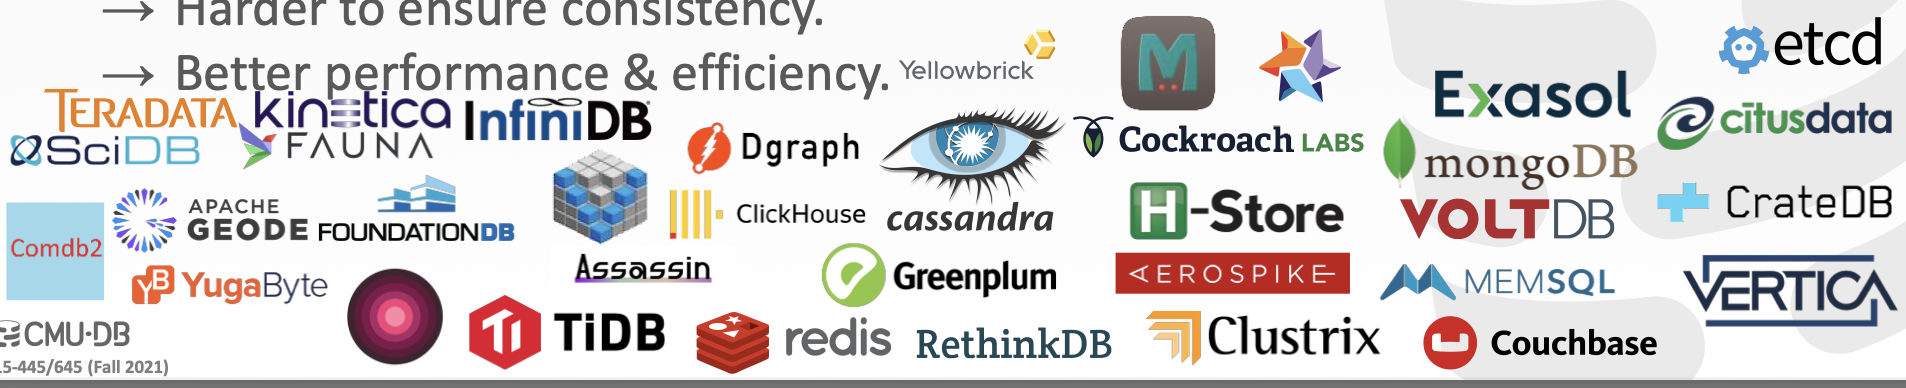 → Harder to ensure consistency.
→ Better performance & efficiency.
Yellowbrick
M
etcd
TERADATA
kinetica
InfiniDB
Exasol
citusdata
SciDB
FAUNA
Dgraph
Cockroach LABS
mongoDB
APACHE
GEODE
FOUNDATIONDB
ClickHouse
cassandra
H-Store
VOLTDB
CrateDB
Comdb2
YB YugaByte
Assassin
Greenplum
AEROSPIKE
MEMSQL
VERTICA
CMU·DB
TiDB
redis
RethinkDB
Clustrix
Couchbase
15-445/645 (Fall 2021)